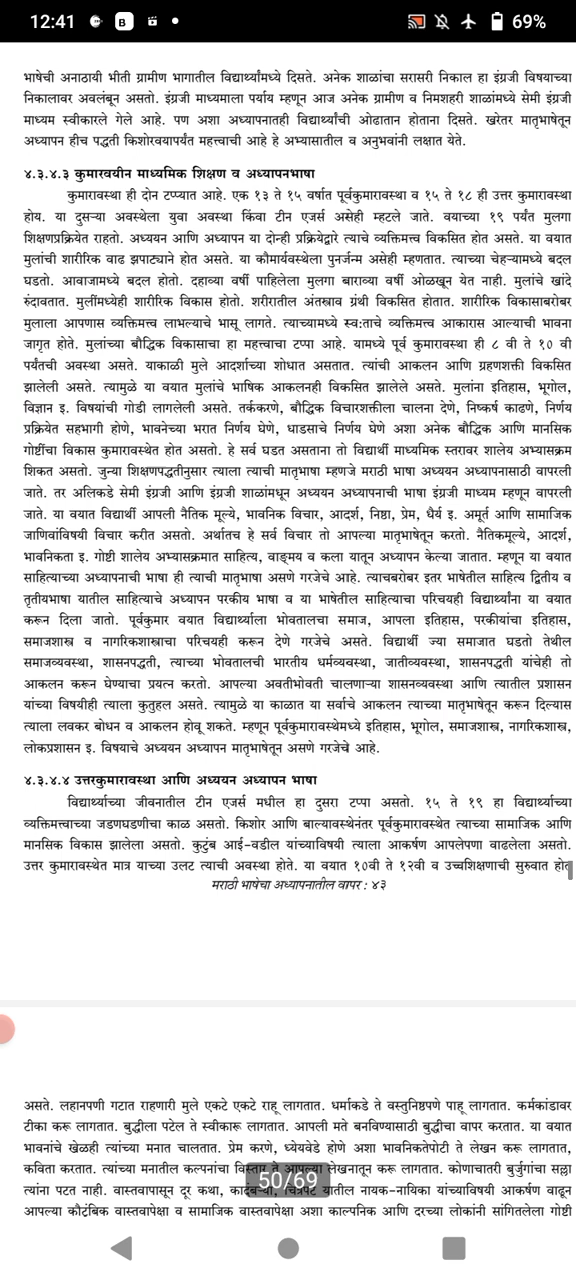 12:41
B
69%
भाषेची अनाठायी भीती ग्रामीण भागातील विद्यार्थ्यांमध्ये दिसते. अनेक शाळांचा सरासरी निकाल हा इंग्रजी विषयाच्या
निकालावर अवलंबून असतो. इंग्रजी माध्यमाला पर्याय म्हणून आज अनेक ग्रामीण व निमशहरी शाळांमध्ये सेमी इंग्रजी
माध्यम स्वीकारले गेले आहे. पण अशा अध्यापनातही विद्यार्थ्यांची ओढातान होताना दिसते. खरेतर मातृभाषेतून
अध्यापन हीच पद्धती किशोरवयापर्यंत महत्त्वाची आहे हे अभ्यासातील व अनुभवांनी लक्षात येते.
४.३.४.३ कुमारवयीन माध्यमिक शिक्षण व अध्यापनभाषा
कुमारावस्था ही दोन टप्प्यात आहे. एक १३ ते १५ वर्षात पूर्वकुमारावस्था व १५ ते १८ ही उत्तर कुमारावस्था
होय. या दुसऱ्या अवस्थेला युवा अवस्था किंवा टीन एजर्स असेही म्हटले जाते. वयाच्या १९ पर्यंत मुलगा
शिक्षणप्रक्रियेत राहतो. अध्ययन आणि अध्यापन या दोन्ही प्रक्रियेद्वारे त्याचे व्यक्तिमत्त्व विकसित होत असते. या वयात
मुलांची शारीरिक वाढ झपाट्याने होत असते. या कौमार्यवस्थेला पुनर्जन्म असेही म्हणतात. त्याच्या चेहऱ्यामध्ये बदल
घडतो. आवाजामध्ये बदल होतो. दहाव्या वर्षी पाहिलेला मुलगा बाराव्या वर्षी ओळखून येत नाही. मुलांचे खांदे
रुंदावतात. मुलींमध्येही शारीरिक विकास होतो. शरीरातील अंतस्त्राव ग्रंथी विकसित होतात. शारीरिक विकासाबरोबर
मुलाला आपणास व्यक्तिमत्त्व लाभल्याचे भासू लागते. त्याच्यामध्ये स्व:ताचे व्यक्तिमत्त्व आकारास आल्याची भावना
जागृत होते. मुलांच्या बौद्धिक विकासाचा हा महत्त्वाचा टप्पा आहे. यामध्ये पूर्व कुमारावस्था ही ८ वी ते १० वी
पर्यंतची अवस्था असते. याकाळी मुले आदर्शाच्या शोधात असतात. त्यांची आकलन आणि ग्रहणशक्ती विकसित
झालेली असते. त्यामुळे या वयात मुलांचे भाषिक आकलनही विकसित झालेले असते. मुलांना इतिहास, भूगोल,
विज्ञान इ. विषयांची गोडी लागलेली असते. तर्ककरणे, बौद्धिक विचारशक्तीला चालना देणे, निष्कर्ष काढणे, निर्णय
प्रक्रियेत सहभागी होणे, भावनेच्या भरात निर्णय घेणे, धाडसाचे निर्णय घेणे अशा अनेक बौद्धिक आणि मानसिक
गोष्टींचा विकास कुमारावस्थेत होत असतो. हे सर्व घडत असताना तो विद्यार्थी माध्यमिक स्तरावर शालेय अभ्यासक्रम
शिकत असतो. जुन्या शिक्षणपद्धतीनुसार त्याला त्याची मातृभाषा म्हणजे मराठी भाषा अध्ययन अध्यापनासाठी वापरली
जाते. तर अलिकडे सेमी इंग्रजी आणि इंग्रजी शाळांमधून अध्ययन अध्यापनाची भाषा इंग्रजी माध्यम म्हणून वापरली
जाते. या वयात विद्यार्थी आपली नैतिक मूल्ये, भावनिक विचार, आदर्श, निष्ठा, प्रेम, धैर्य इ. अमूर्त आणि सामाजिक
जाणिवांविषयी विचार करीत असतो. अर्थातच हे सर्व विचार तो आपल्या मातृभाषेतून करतो. नैतिकमूल्ये, आदर्श,
भावनिकता इ. गोष्टी शालेय अभ्यासक्रमात साहित्य, वाङ्मय व कला यातून अध्यापन केल्या जातात. म्हणून या वयात
साहित्याच्या अध्यापनाची भाषा ही त्याची मातृभाषा असणे गरजेचे आहे. त्याचबरोबर इतर भाषेतील साहित्य द्वितीय व
तृतीयभाषा यातील साहित्याचे अध्यापन परकीय भाषा व या भाषेतील साहित्याचा परिचयही विद्यार्थ्यांना या वयात
करून दिला जातो. पूर्वकुमार वयात विद्यार्थ्याला भोवतालचा समाज, आपला इतिहास, परकीयांचा इतिहास,
समाजशास्त्र व नागरिकशास्त्राचा परिचयही करून देणे गरजेचे असते. विद्यार्थी ज्या समाजात घडतो तेथील
समाजव्यवस्था, शासनपद्धती, त्याच्या भोवतालची भारतीय धर्मव्यवस्था, जातीव्यवस्था, शासनपद्धती यांचेही तो
आकलन करून घेण्याचा प्रयत्न करतो. आपल्या अवतीभोवती चालणाऱ्या शासनव्यवस्था आणि त्यातील प्रशासन
यांच्या विषयीही त्याला कुतुहल असते. त्यामुळे या काळात या सर्वाचे आकलन त्याच्या मातृभाषेतून करून दिल्यास
त्याला लवकर बोधन व आकलन होवू शकते. म्हणून पूर्वकुमारावस्थेमध्ये इतिहास, भूगोल, समाजशास्त्र, नागरिकशास्त्र,
लोकप्रशासन इ. विषयाचे अध्ययन अध्यापन मातृभाषेतून असणे गरजेचे आहे.
४.३.४.४ उत्तरकुमारावस्था आणि अध्ययन अध्यापन भाषा
विद्यार्थ्याच्या जीवनातील टीन एजर्स मधील हा दुसरा टप्पा असतो. १५ ते १९ हा विद्यार्थ्याच्या
व्यक्तिमत्त्वाच्या जडणघडणीचा काळ असतो. किशोर आणि बाल्यावस्थेनंतर पूर्वकुमारावस्थेत त्याच्या सामाजिक आणि
मानसिक विकास झालेला असतो. कुटुंब आई-वडील यांच्याविषयी त्याला आकर्षण आपलेपणा वाढलेला असतो.
उत्तर कुमारावस्थेत मात्र याच्या उलट त्याची अवस्था होते. या वयात १०वी ते १२वी व उच्चशिक्षणाची सुरुवात होत
मराठी भाषेचा अध्यापनातील वापर : ४३
असते. लहानपणी गटात राहणारी मुले एकटे एकटे राहू लागतात. धर्माकडे ते वस्तुनिष्ठपणे पाहू लागतात. कर्मकांडावर
टीका करू लागतात. बुद्धीला पटेल ते स्वीकारू लागतात. आपली मते बनविण्यासाठी बुद्धीचा वापर करतात. या वयात
भावनांचे खेळही त्यांच्या मनात चालतात. प्रेम करणे, ध्येयवेडे होणे अशा भावनिकतेपोटी ते लेखन करू लागतात,
कविता करतात. त्यांच्या मनातील कल्पनांचा विस्तार ते आपल्या लेखनातून करू लागतात. कोणाचातरी बुर्जुगांचा सल्ला
त्यांना पटत नाही. वास्तवापासून दूर कथा, कादंबऱ्या, चित्रपट यातील नायक-नायिका यांच्याविषयी आकर्षण वाढून
50/69
आपल्या कौटुंबिक वास्तवापेक्षा व सामाजिक वास्तवापेक्षा अशा काल्पनिक आणि दरच्या लोकांनी सांगितलेला गोष्टी